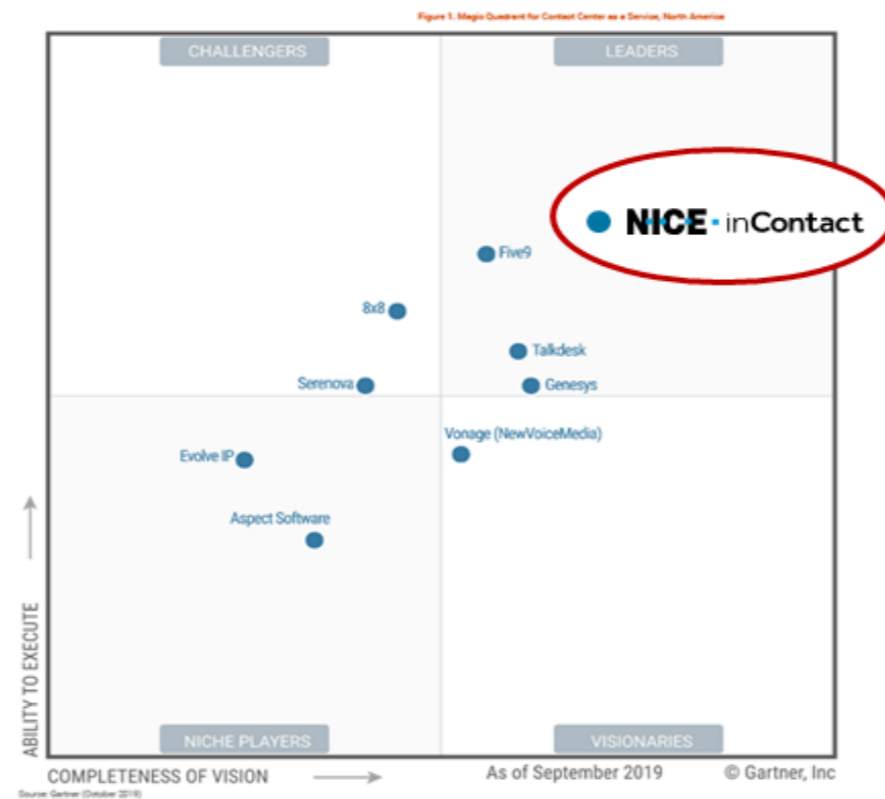 Figure 1. Magic Quadrant for Contact Center as a Service, North America
CHALLENGERS
LEADERS
NICE inContact
Five9
8x8
Talkdesk
Serenova
Genesys
Vonage (NewVoiceMedia)
Evolve IP
Aspect Software
ABILITY TO EXECUTE
NICHE PLAYERS
VISIONARIES
COMPLETENESS OF VISION
As of September 2019
© Gartner, Inc
Source: Gartner (October 2019)